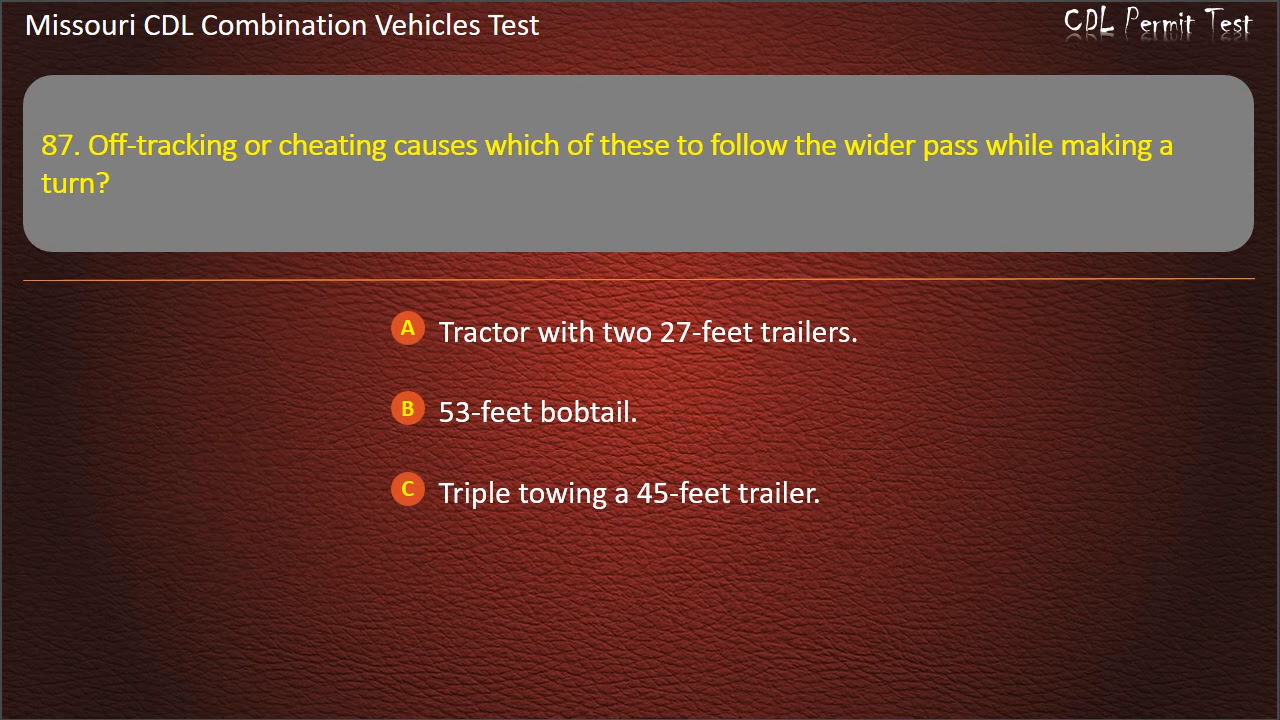 Missouri CDL Combination Vehicles Test
CDL Permit Test
87. Off-tracking or cheating causes which of these to follow the wider pass while making a
turn?
A Tractor with two 27-feet trailers.
B 53-feet bobtail.
C Triple towing a 45-feet trailer.